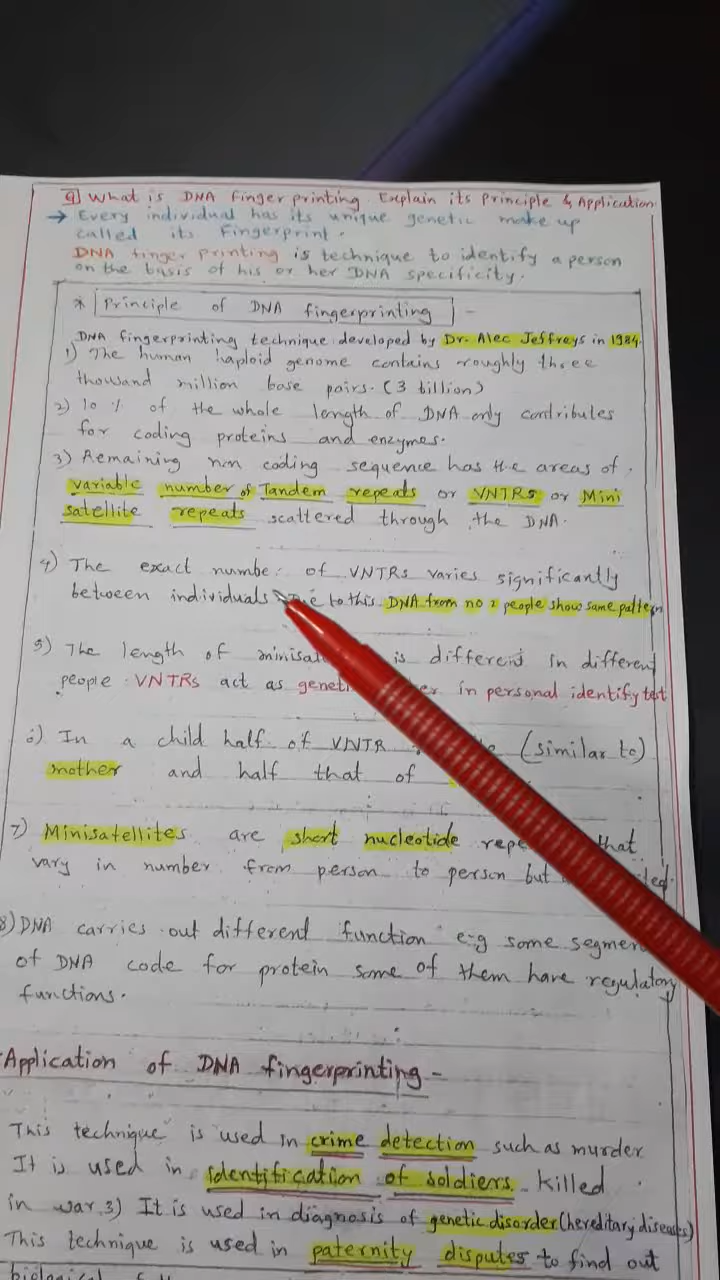 Q] What is DNA finger printing. Explain its Principle & Application
→ Every individual has its unique genetic make up
called its Fingerprint.
DNA finger printing is technique to identify a person
on the basis of his or her DNA specificity.
* Principle of DNA fingerprinting -
DNA fingerprinting technique developed by Dr. Alec Jeffreys in 1984.
1) The human haploid genome contains roughly three
thousand million base pairs. (3 billion)
2) 10 % of the whole length of DNA only contributes
for coding proteins and enzymes.
3) Remaining non coding sequence has the areas of
variable number of Tandem repeats or VNTRs or Mini
satellite repeats scattered through the DNA.
4) The exact number of VNTRs varies significantly
between individuals to this DNA from no 2 people show same pattern
5) The length of is different in different
people. VNTRs act as in personal identify test
6) In a child half of VNTR (similar to)
mother and half that of
7) Minisatellites are short nucleotide that
vary in number from person to person but
8) DNA carries out different function e.g some
of DNA code for protein some of them have regulatory
functions.
Application of DNA fingerprinting -
This technique is used in crime detection such as murder
It is used in identification of soldiers killed
in war 3) It is used in diagnosis of genetic disorder (hereditary diseases)
This technique is used in paternity disputes to find out